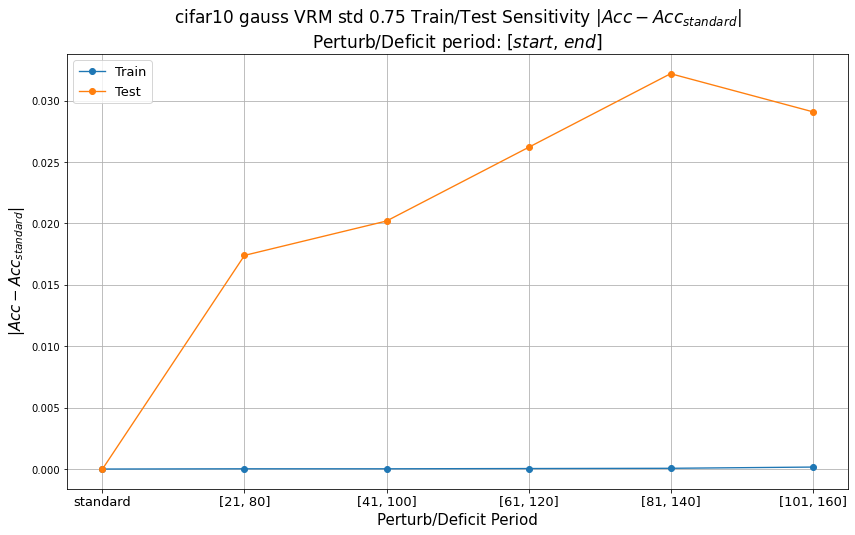 cifar10 gauss VRM std 0.75 Train/Test Sensitivity |Acc − Acc_standard|
Perturb/Deficit period: [start, end]
Train
Test
0.030
0.025
0.020
0.015
0.010
0.005
0.000
|Acc − Acc_standard|
standard [21, 80] [41, 100] [61, 120] [81, 140] [101, 160]
Perturb/Deficit Period